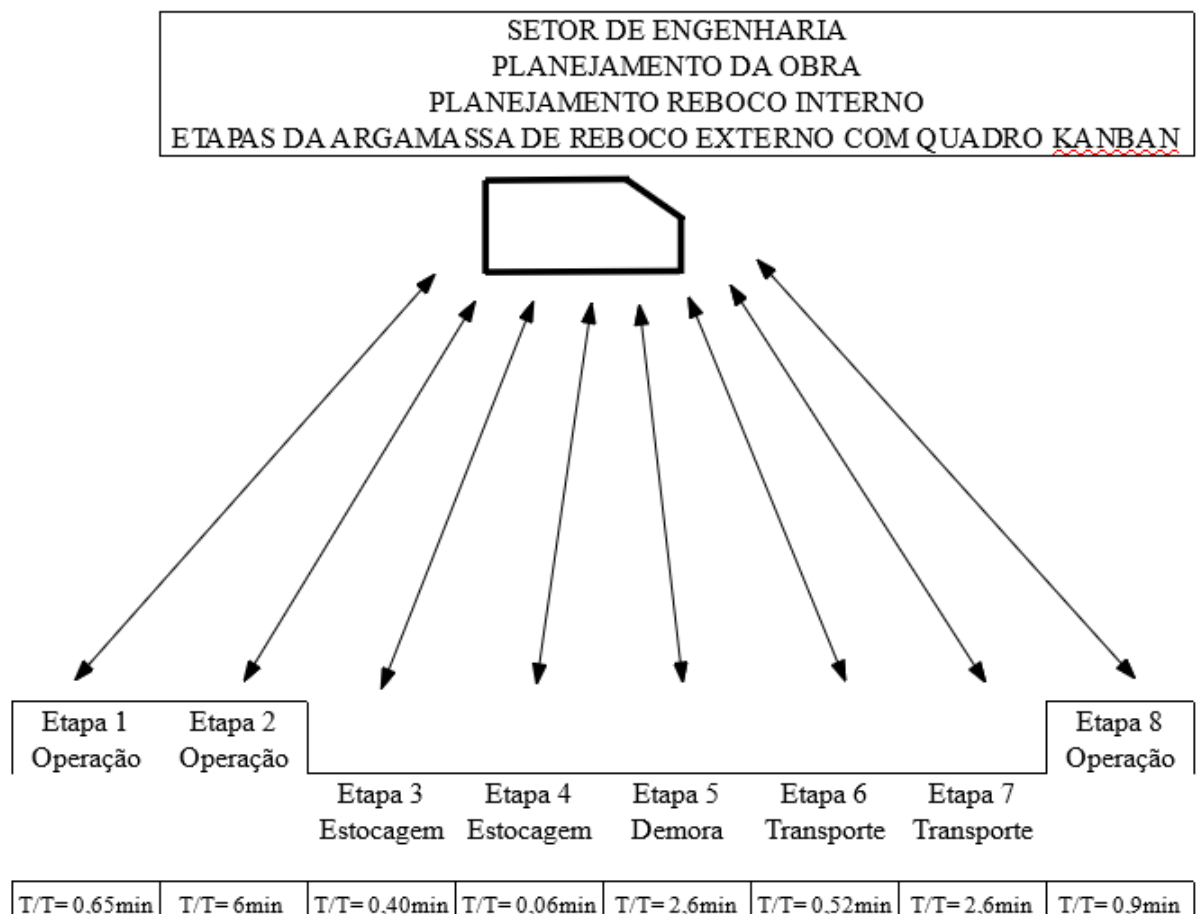 SETOR DE ENGENHARIA
PLANEJAMENTO DA OBRA
PLANEJAMENTO REBOCO INTERNO
ETAPAS DA ARGAMASSA DE REBOCO EXTERNO COM QUADRO KANBAN
Etapa 1
Operação
Etapa 2
Operação
Etapa 3
Estocagem
Etapa 4
Estocagem
Etapa 5
Demora
Etapa 6
Transporte
Etapa 7
Transporte
Etapa 8
Operação
T/T= 0,65min
T/T= 6min
T/T= 0,40min
T/T= 0,06min
T/T= 2,6min
T/T= 0,52min
T/T= 2,6min
T/T= 0,9min